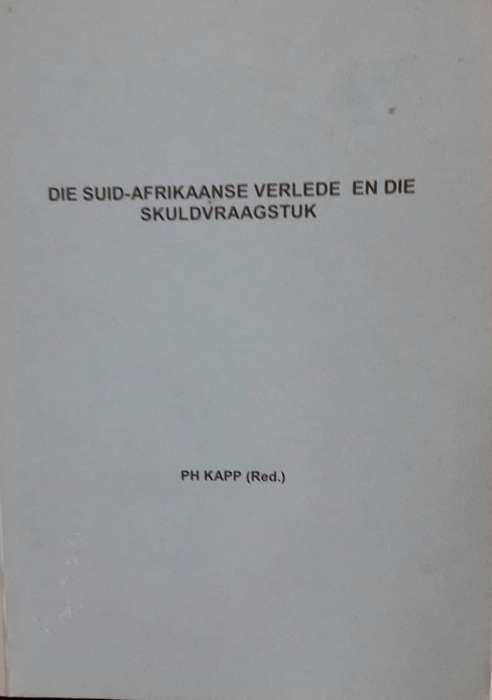 DIE SUID-AFRIKAANSE VERLEDE EN DIE
SKULDVRAAGSTUK
PH KAPP (Red.)